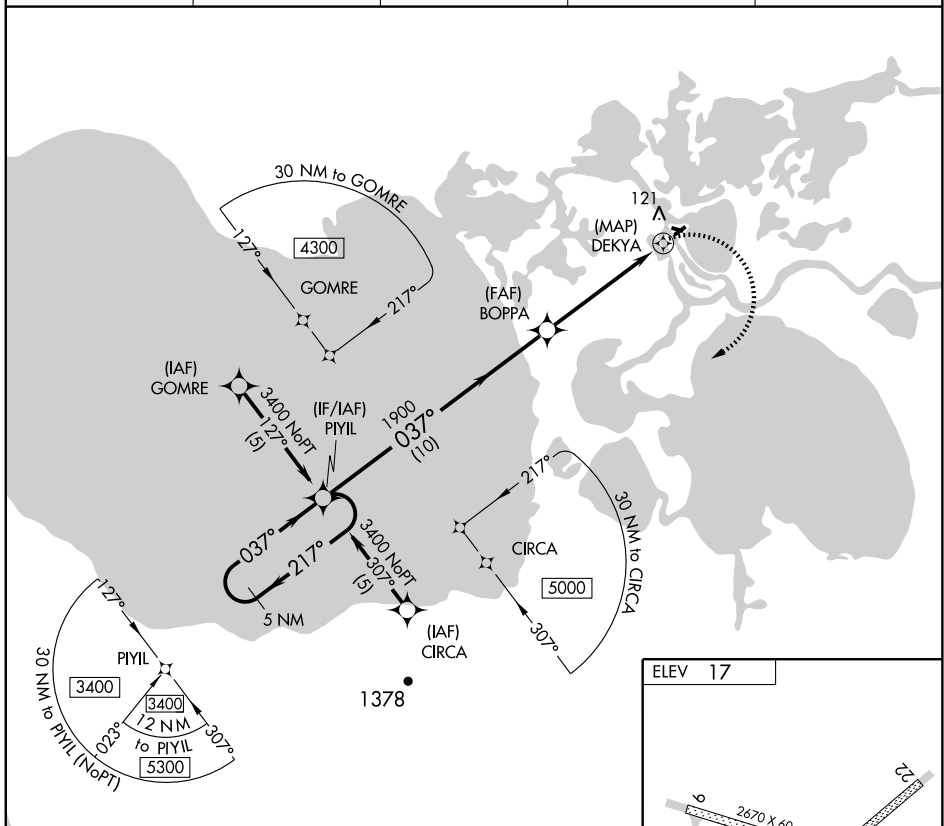 30 NM to GOMRE
127°
4300
GOMRE
217°
121
(MAP)
DEKYA
(FAF)
BOPPA
(IAF)
GOMRE
3400 NoPT
127°
(5)
(IF/IAF)
PIYIL
1900
037°
(10)
037°
217°
5 NM
3400 NoPT
307°
(5)
(IAF)
CIRCA
1378
217°
CIRCA
5000
307°
30 NM to CIRCA
127°
PIYIL
3400
3400
12 NM
to PIYIL
5300
023°
307°
30 NM to PIYIL (NoPT)
ELEV 17
22
2670 X 60